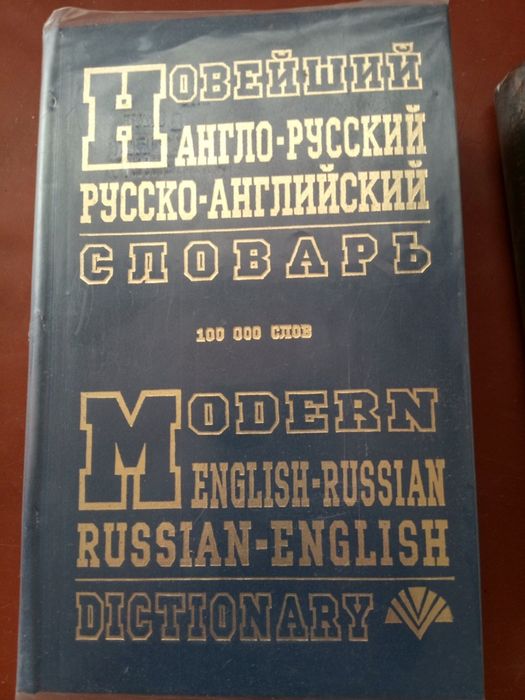 НОВЕЙШИЙ
АНГЛО-РУССКИЙ
РУССКО-АНГЛИЙСКИЙ
СЛОВАРЬ
100 000 СЛОВ
MODERN
ENGLISH-RUSSIAN
RUSSIAN-ENGLISH
DICTIONARY